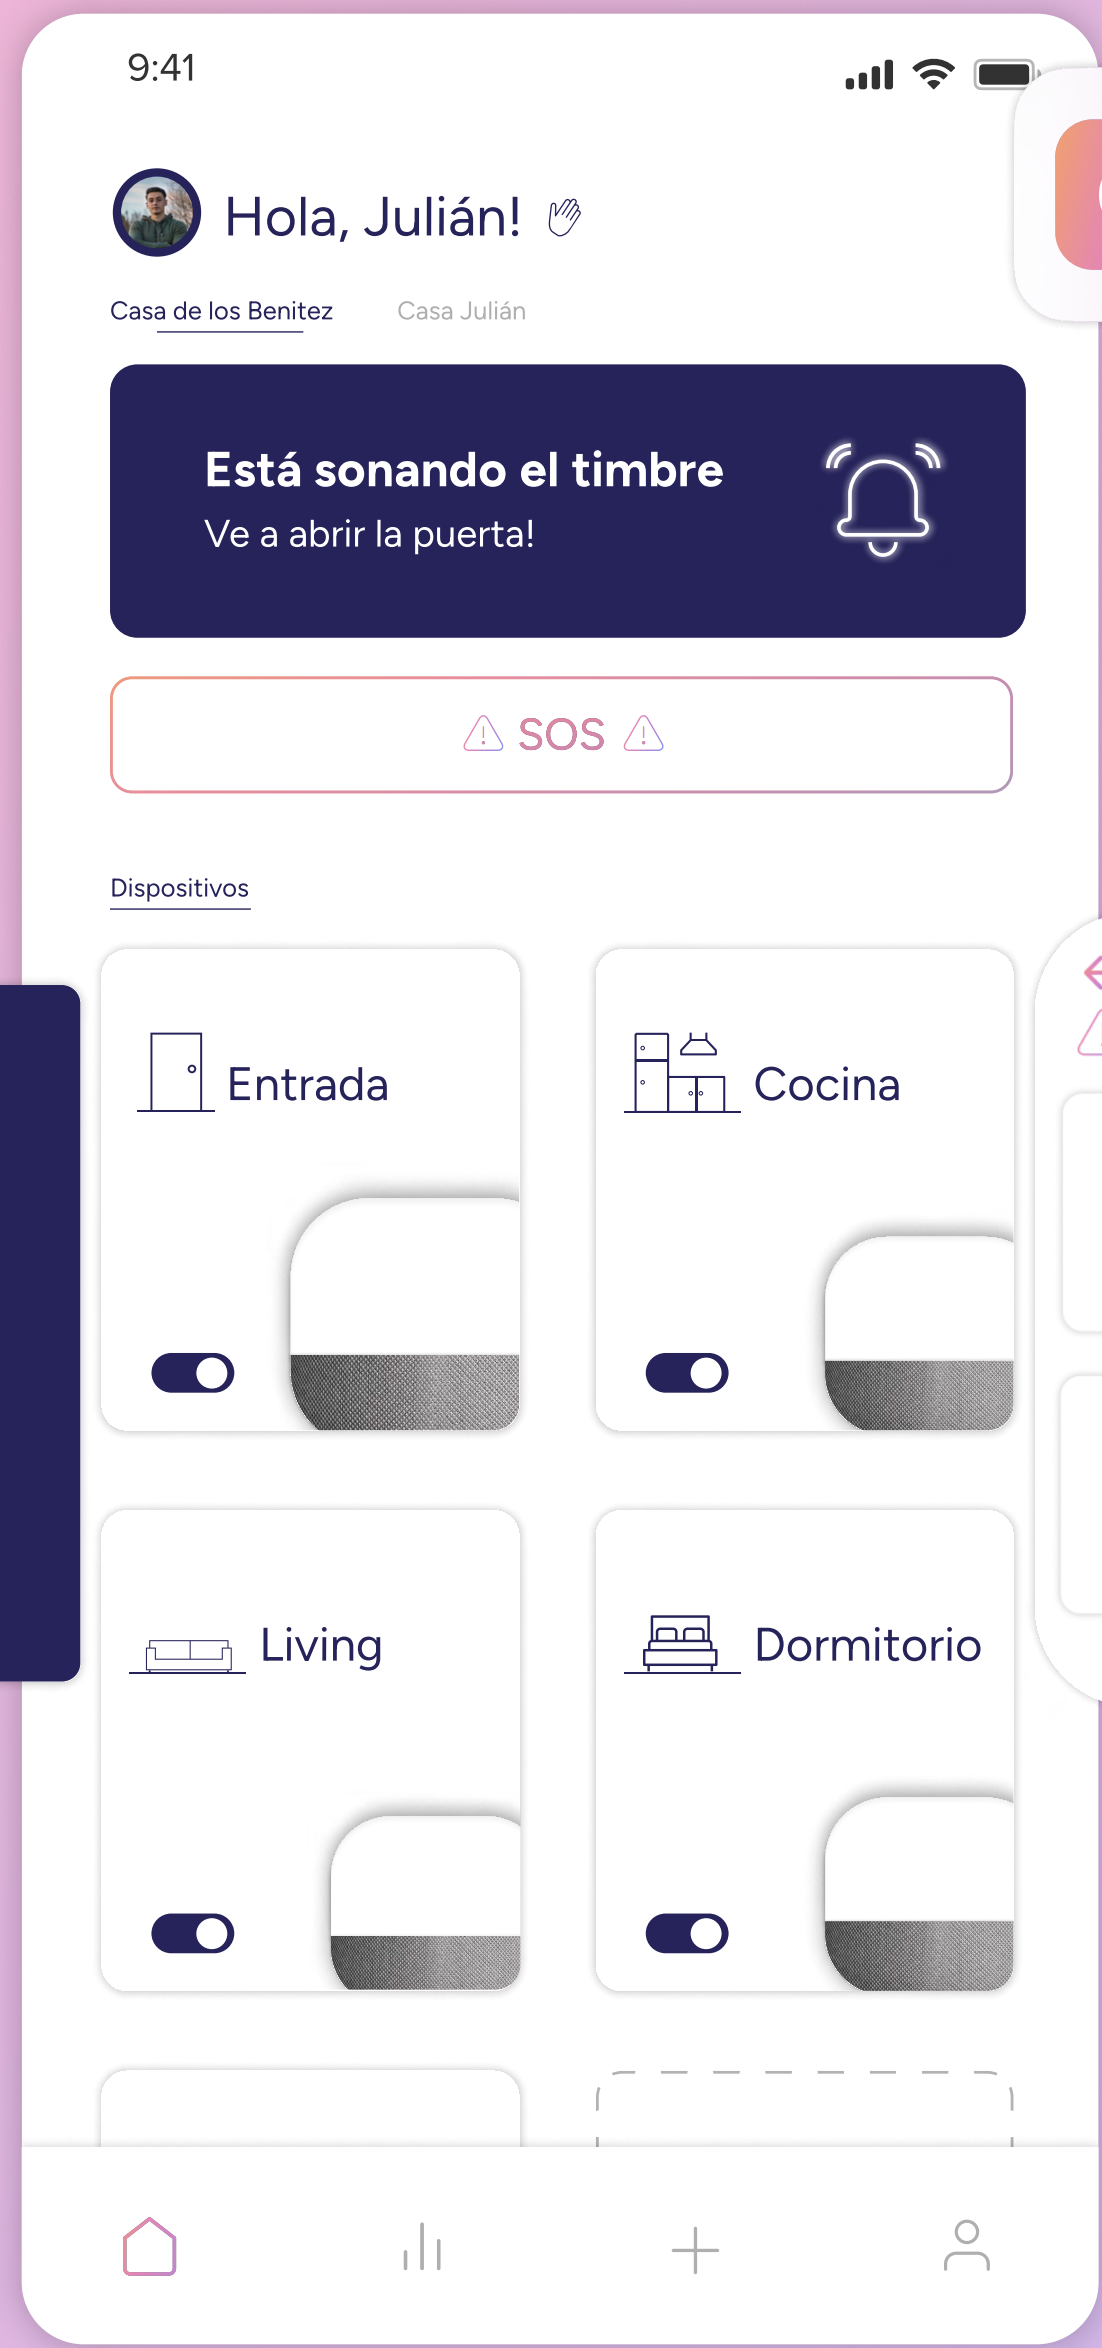 9:41
Hola, Julián!
Casa de los Benitez
Casa Julián
Está sonando el timbre
Ve a abrir la puerta!
SOS
Dispositivos
Entrada
Cocina
Living
Dormitorio